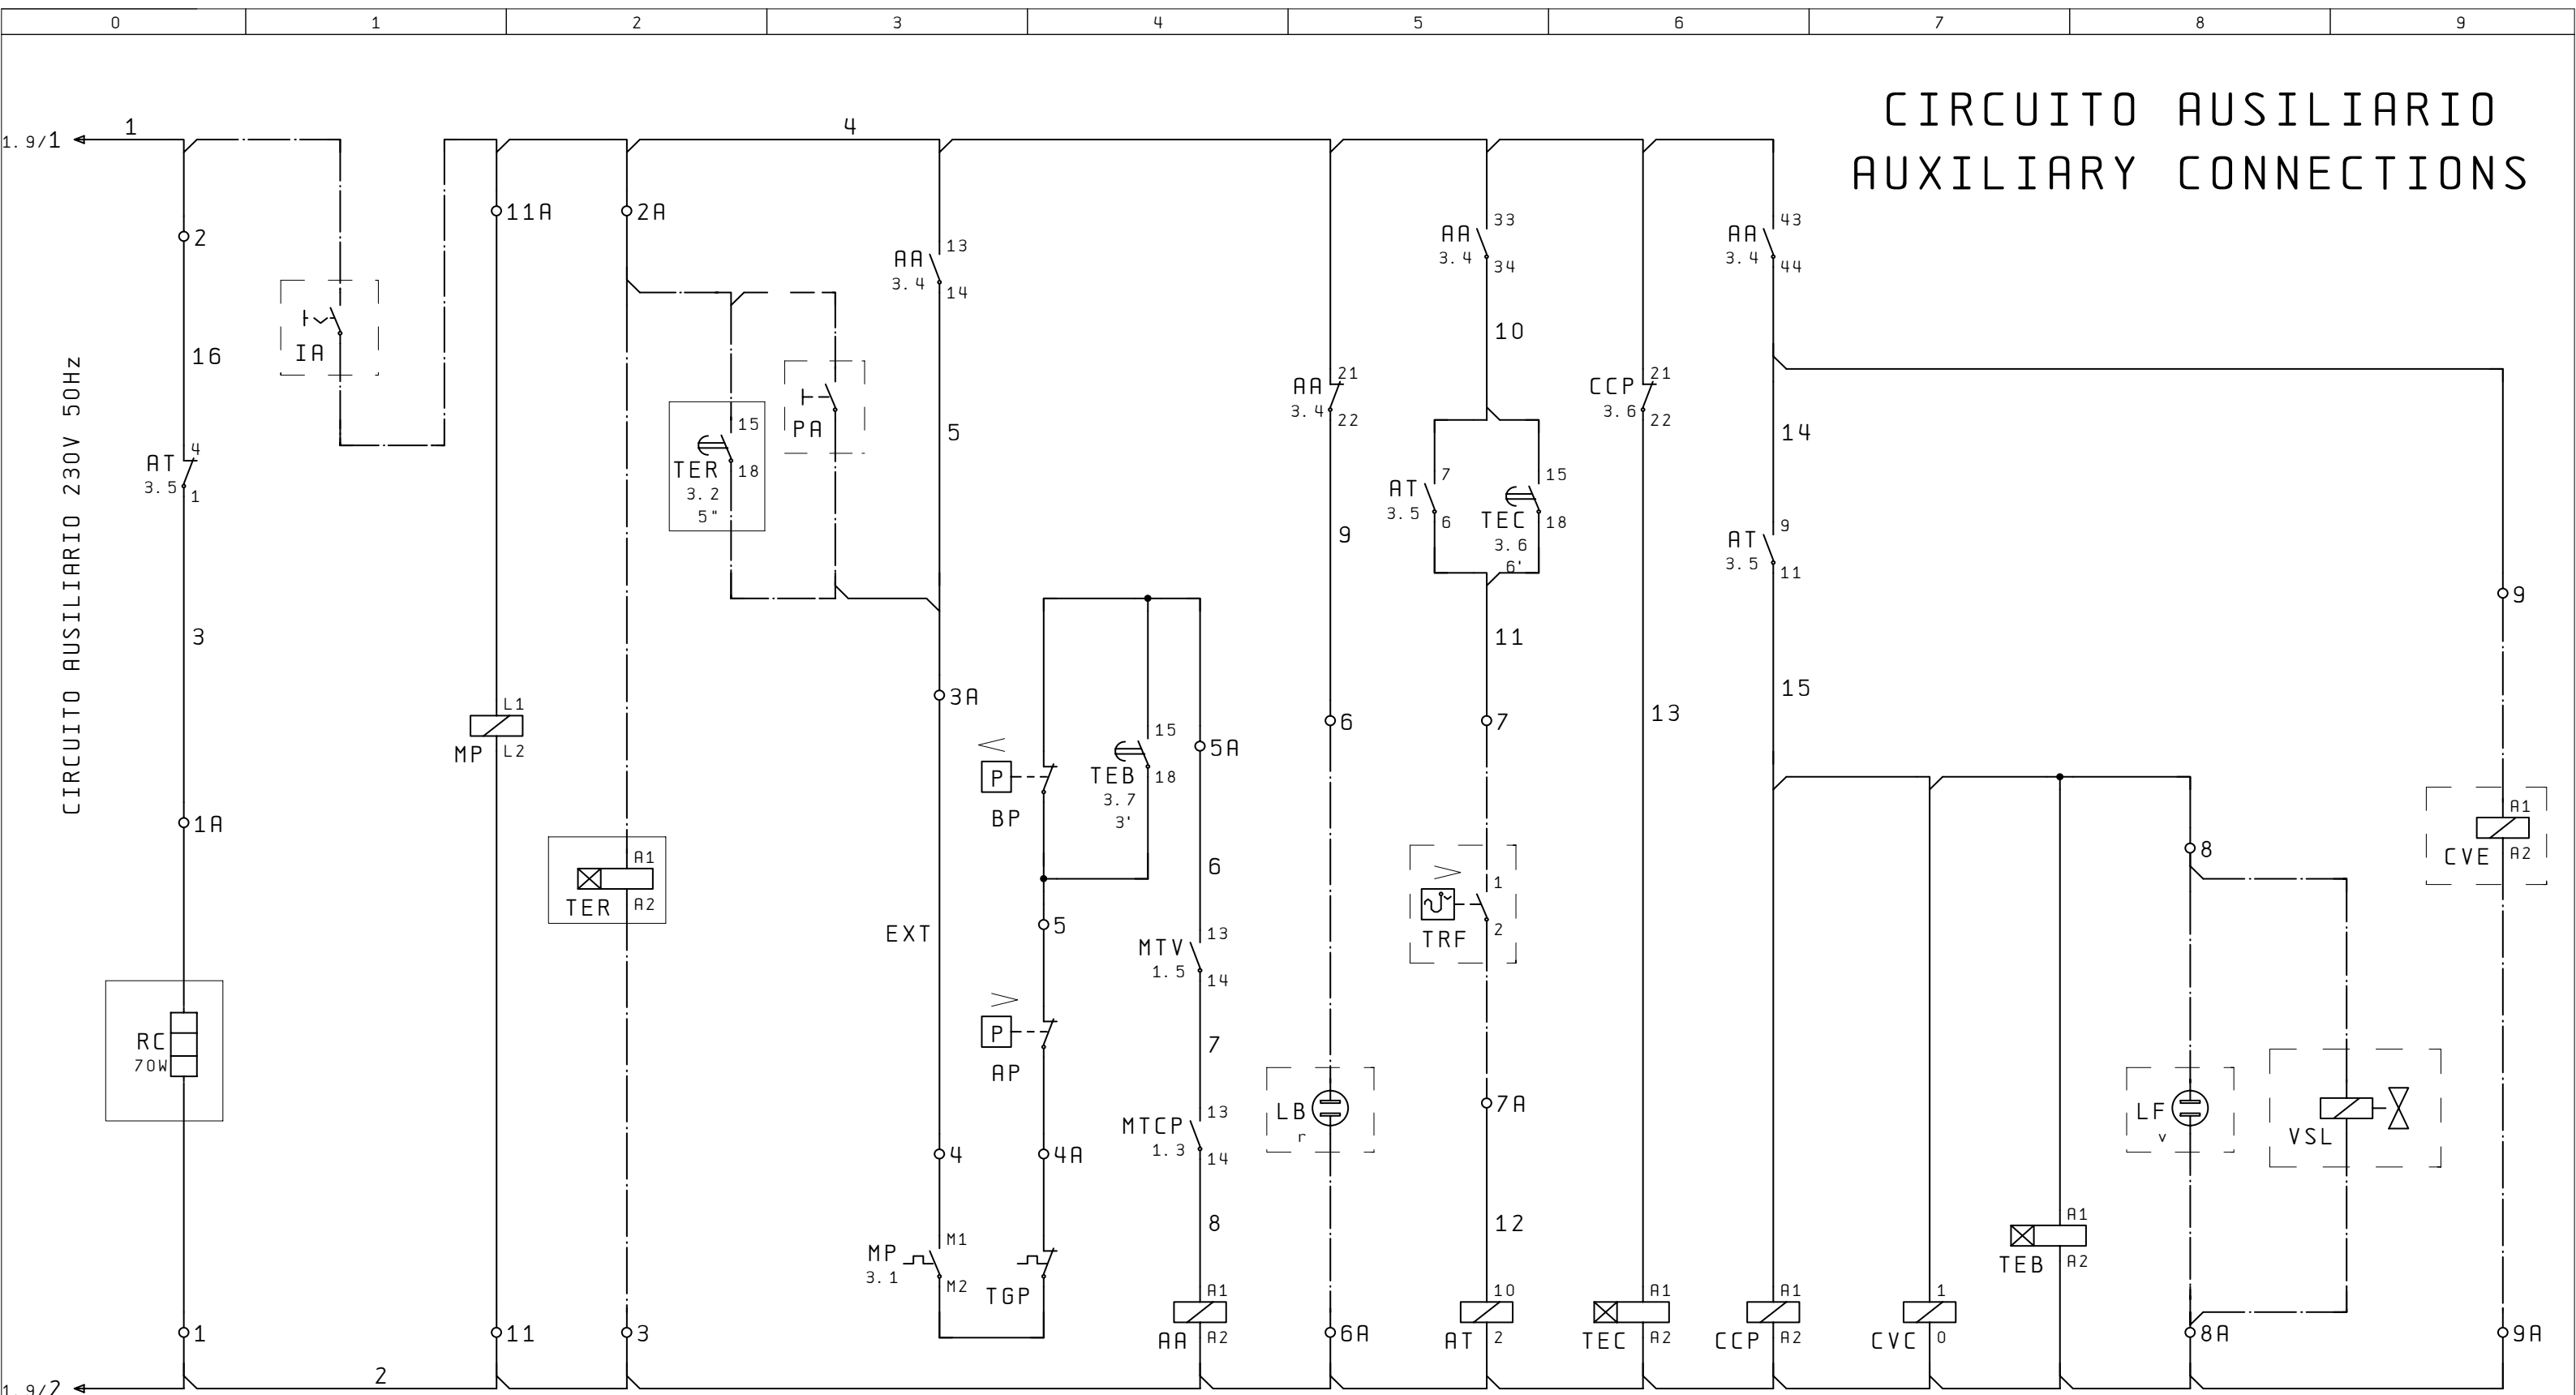 0 1 2 3 4 5 6 7 8 9
CIRCUITO AUSILIARIO
AUXILIARY CONNECTIONS
1.9/1
1
4
11A
2A
2
13
AA
3.4
14
33
AA
3.4
34
43
AA
3.4
44
16
IA
10
CIRCUITO AUSILIARIO 230V 50Hz
21
AA
3.4
22
21
CCP
3.6
22
4
AT
3.5
1
15
TER
18
3.2
5"
PA
5
14
7
AT
3.5
6
15
TEC
18
3.6
6'
9
9
AT
3.5
11
9
3
11
3A
15
13
L1
MP
L2
<
P
BP
15
TEB
18
3.7
3'
5A
6
7
1A
A1
TER
A2
6
>
1
TRF
2
8
A1
CVE
A2
EXT
5
MTV
13
1.5
14
>
P
AP
RC
70W
7
7A
LB
r
LF
v
VSL
MTCP
13
1.3
14
4
4A
8
12
MP
3.1
M1
M2
TGP
A1
TEB
A2
A1
AA
A2
10
AT
2
A1
TEC
A2
A1
CCP
A2
1
CVC
0
1
11
3
6A
8A
9A
1.9/2
2